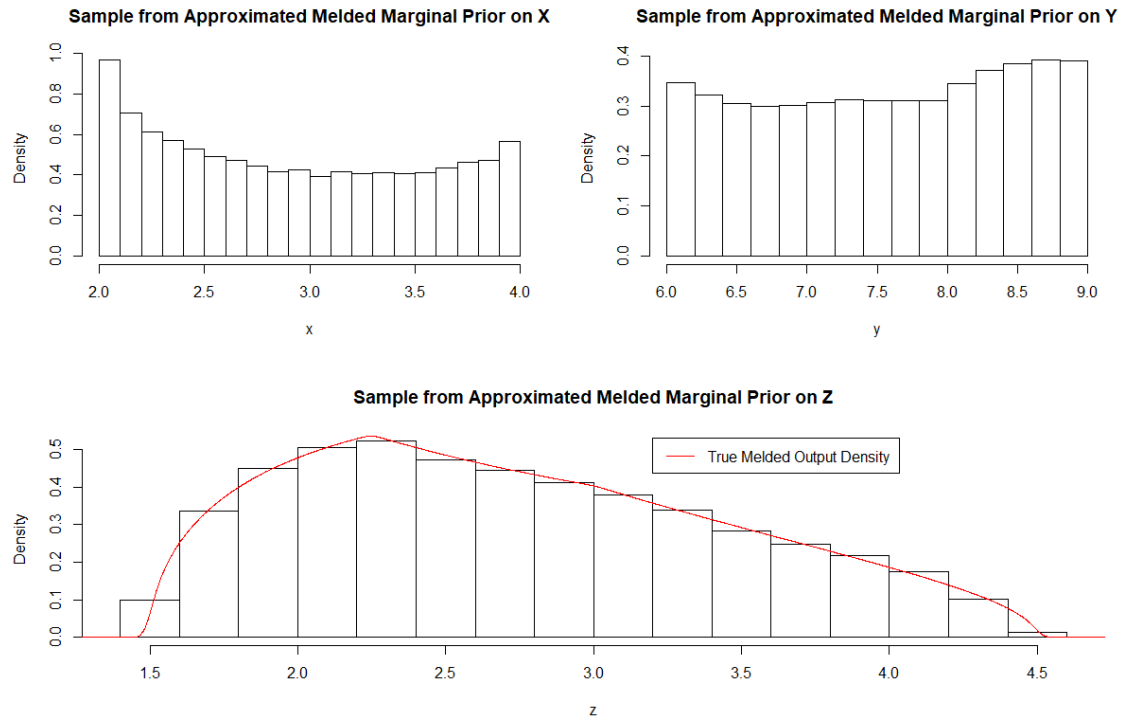 Sample from Approximated Melded Marginal Prior on X
Density
0.0 0.2 0.4 0.6 0.8 1.0
2.0 2.5 3.0 3.5 4.0
x
Sample from Approximated Melded Marginal Prior on Y
Density
0.0 0.1 0.2 0.3 0.4
6.0 6.5 7.0 7.5 8.0 8.5 9.0
y
Sample from Approximated Melded Marginal Prior on Z
True Melded Output Density
Density
0.0 0.1 0.2 0.3 0.4 0.5
1.5 2.0 2.5 3.0 3.5 4.0 4.5
z